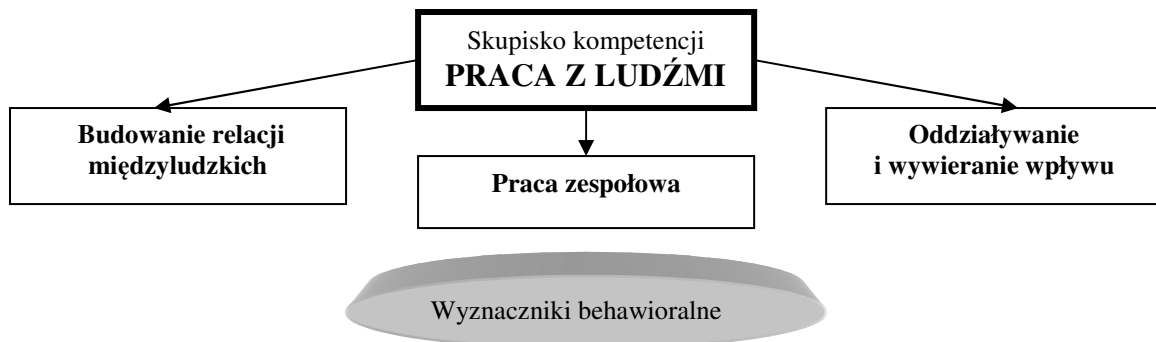 Skupisko kompetencji
PRACA Z LUDŹMI
Budowanie relacji
międzyludzkich
Praca zespołowa
Oddziaływanie
i wywieranie wpływu
Wyznaczniki behawioralne